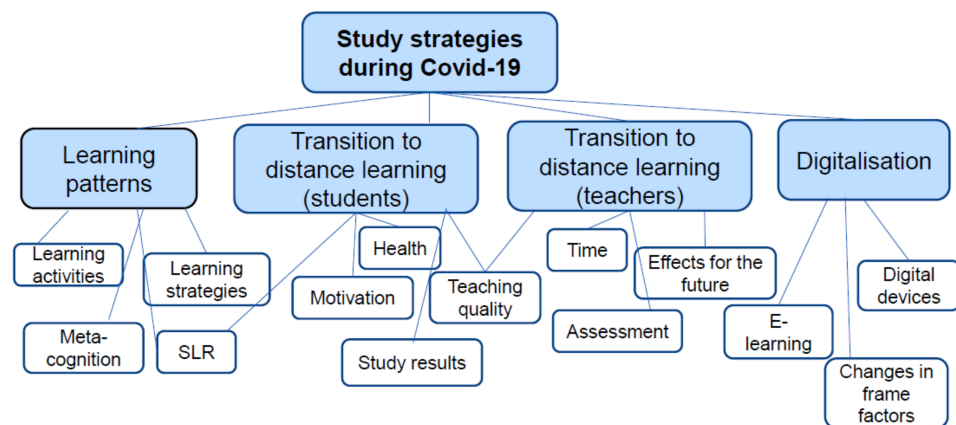 Study strategies
during Covid-19
Learning
patterns
Transition to
distance learning
(students)
Transition to
distance learning
(teachers)
Digitalisation
Learning
activities
Learning
strategies
Meta-
cognition
SLR
Health
Motivation
Teaching
quality
Study results
Time
Effects for the
future
Assessment
Digital
devices
E-
learning
Changes in
frame
factors